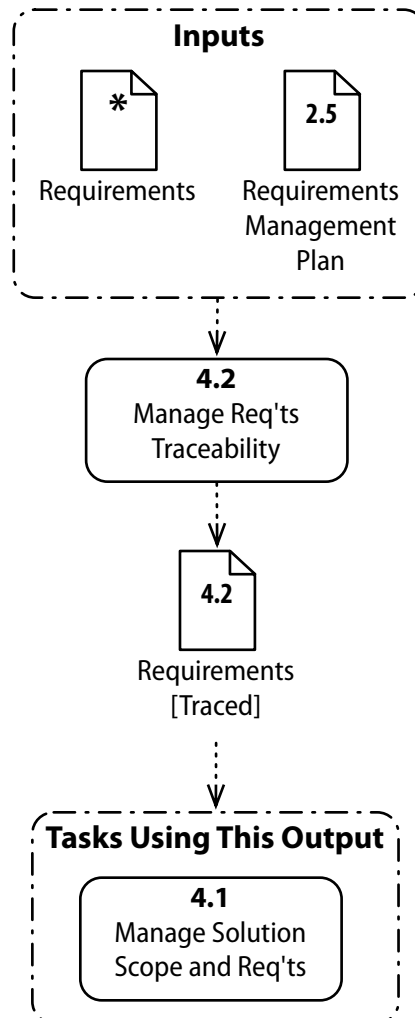 Inputs
*
2.5
Requirements
Requirements
Management
Plan
4.2
Manage Req'ts
Traceability
4.2
Requirements
[Traced]
Tasks Using This Output
4.1
Manage Solution
Scope and Req'ts